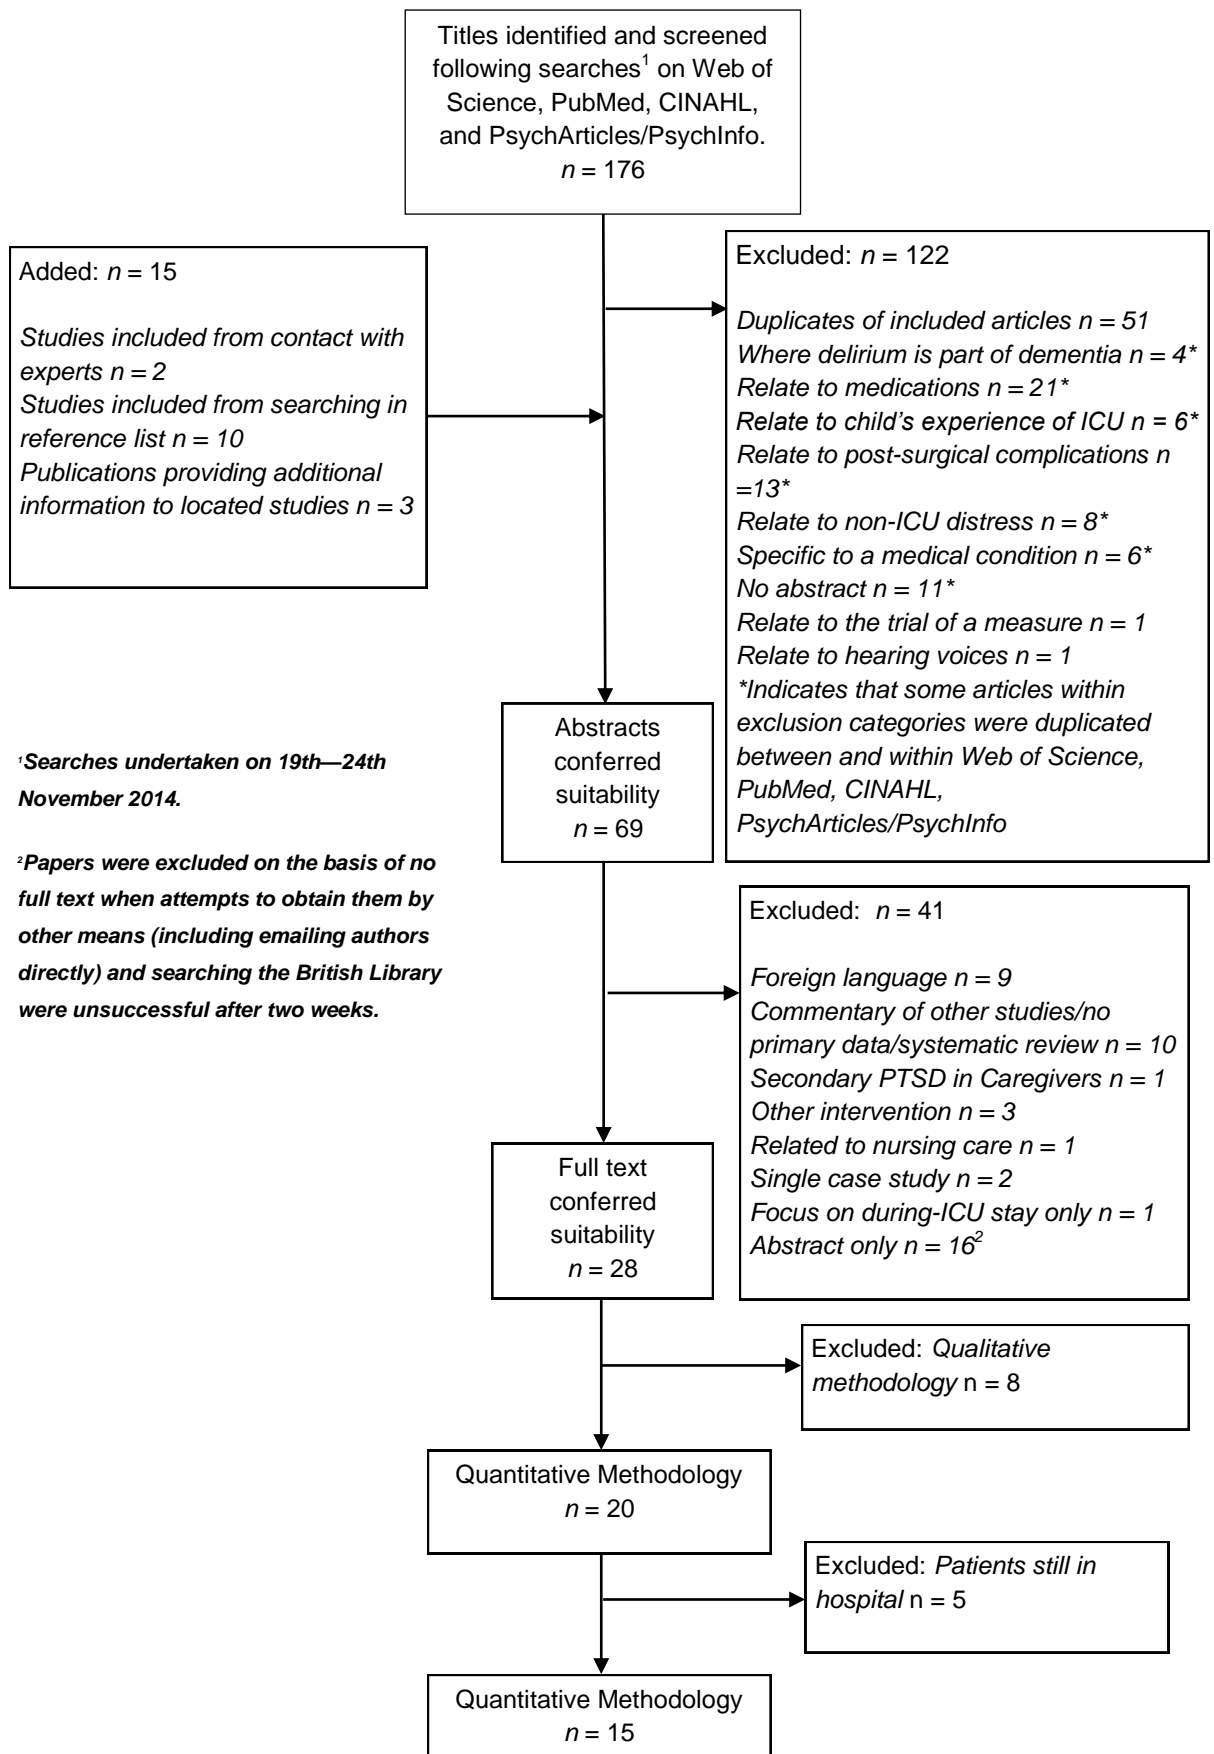 Titles identified and screened
following searches1 on Web of
Science, PubMed, CINAHL,
and PsychArticles/PsychInfo.
n = 176
Added: n = 15
Studies included from contact with
experts n = 2
Studies included from searching in
reference list n = 10
Publications providing additional
information to located studies n = 3
Excluded: n = 122
Duplicates of included articles n = 51
Where delirium is part of dementia n = 4*
Relate to medications n = 21*
Relate to child’s experience of ICU n = 6*
Relate to post-surgical complications n
=13*
Relate to non-ICU distress n = 8*
Specific to a medical condition n = 6*
No abstract n = 11*
Relate to the trial of a measure n = 1
Relate to hearing voices n = 1
*Indicates that some articles within
exclusion categories were duplicated
between and within Web of Science,
PubMed, CINAHL,
PsychArticles/PsychInfo
Abstracts
conferred
suitability
n = 69
1Searches undertaken on 19th—24th
November 2014.
2Papers were excluded on the basis of no
full text when attempts to obtain them by
other means (including emailing authors
directly) and searching the British Library
were unsuccessful after two weeks.
Excluded: n = 41
Foreign language n = 9
Commentary of other studies/no
primary data/systematic review n = 10
Secondary PTSD in Caregivers n = 1
Other intervention n = 3
Related to nursing care n = 1
Single case study n = 2
Focus on during-ICU stay only n = 1
Abstract only n = 162
Full text
conferred
suitability
n = 28
Excluded: Qualitative
methodology n = 8
Quantitative Methodology
n = 20
Excluded: Patients still in
hospital n = 5
Quantitative Methodology
n = 15